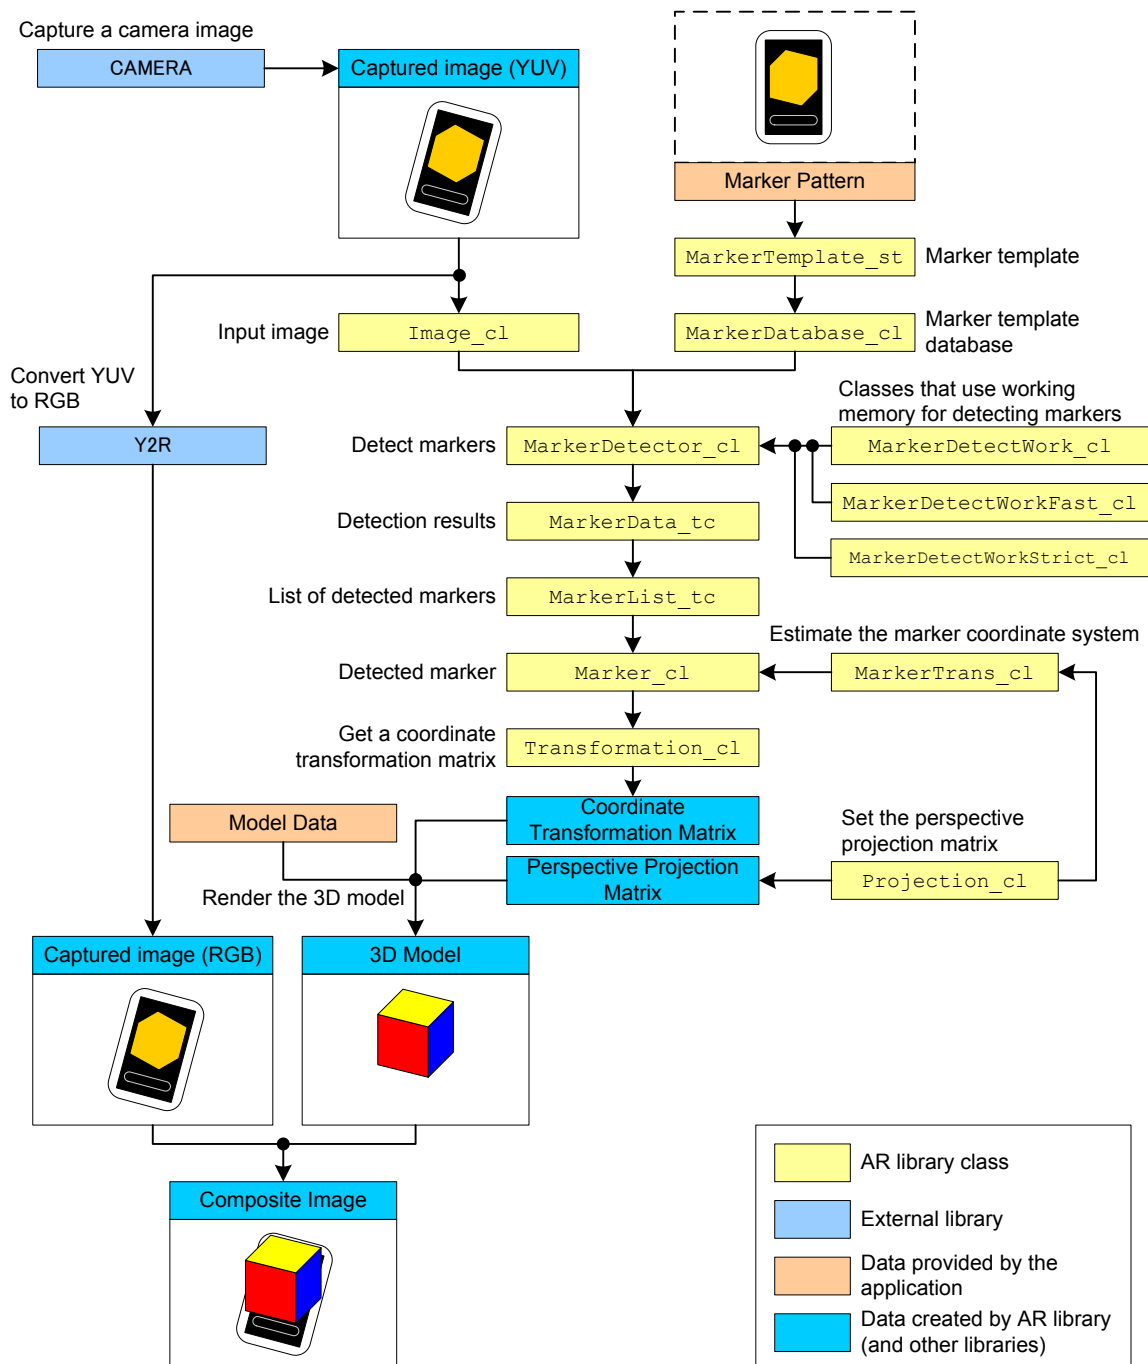 Capture a camera image
CAMERA
Captured image (YUV)
Marker Pattern
MarkerTemplate_st
Marker template
Input image
Image_cl
MarkerDatabase_cl
Marker template
database
Convert YUV
to RGB
Classes that use working
memory for detecting markers
Y2R
Detect markers
MarkerDetector_cl
MarkerDetectWork_cl
MarkerDetectWorkFast_cl
Detection results
MarkerData_tc
MarkerDetectWorkStrict_cl
List of detected markers
MarkerList_tc
Estimate the marker coordinate system
Detected marker
Marker_cl
MarkerTrans_cl
Get a coordinate
transformation matrix
Transformation_cl
Model Data
Coordinate
Transformation Matrix
Set the perspective
projection matrix
Perspective Projection
Matrix
Projection_cl
Render the 3D model
Captured image (RGB)
3D Model
Composite Image
AR library class
External library
Data provided by the
application
Data created by AR library
(and other libraries)